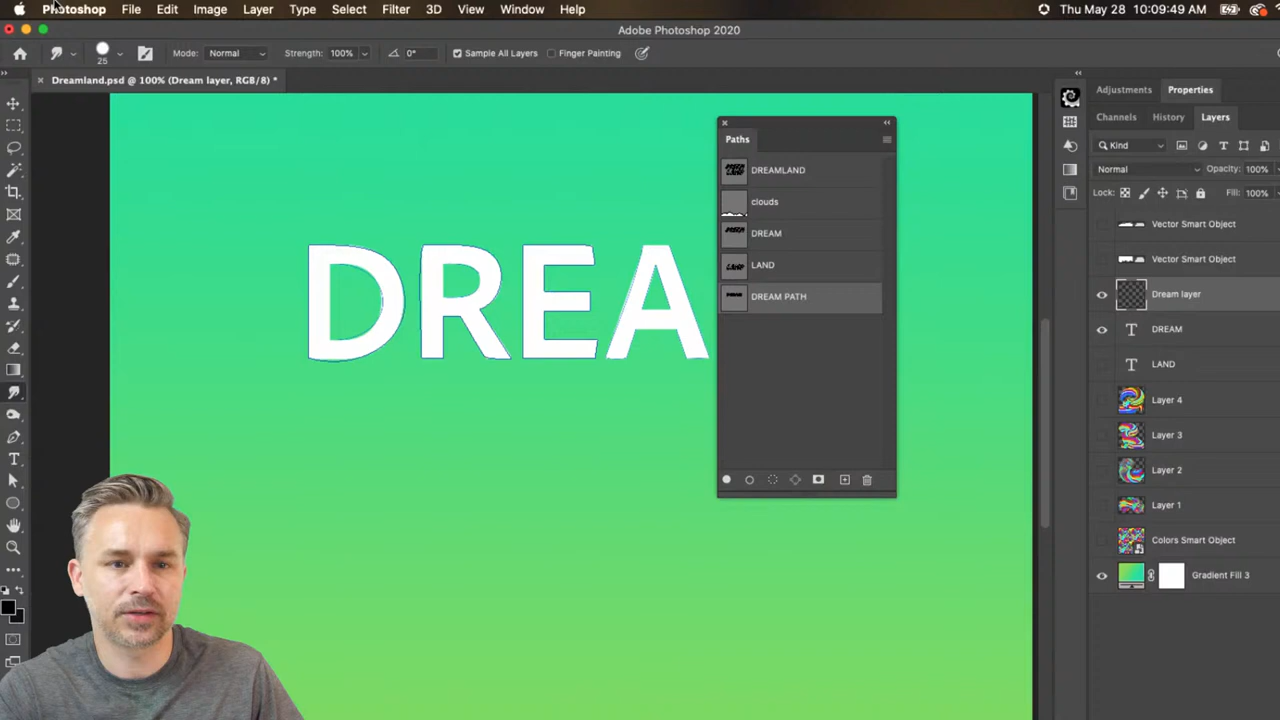 Photoshop File Edit Image Layer Type Select Filter 3D View Window Help Thu May 28 10:09:49 AM
Adobe Photoshop 2020
25 Mode: Normal Strength: 100% 0° Sample All Layers Finger Painting
Dreamland.psd @ 100% (Dream layer, RGB/8) *
Adjustments Properties
Channels History Layers
Kind
Normal Opacity: 100%
Lock: Fill: 100%
Paths
DREAMLAND
clouds
DREAM
LAND
DREAM PATH
DREA
Vector Smart Object
Vector Smart Object
Dream layer
DREAM
LAND
Layer 4
Layer 3
Layer 2
Layer 1
Colors Smart Object
Gradient Fill 3